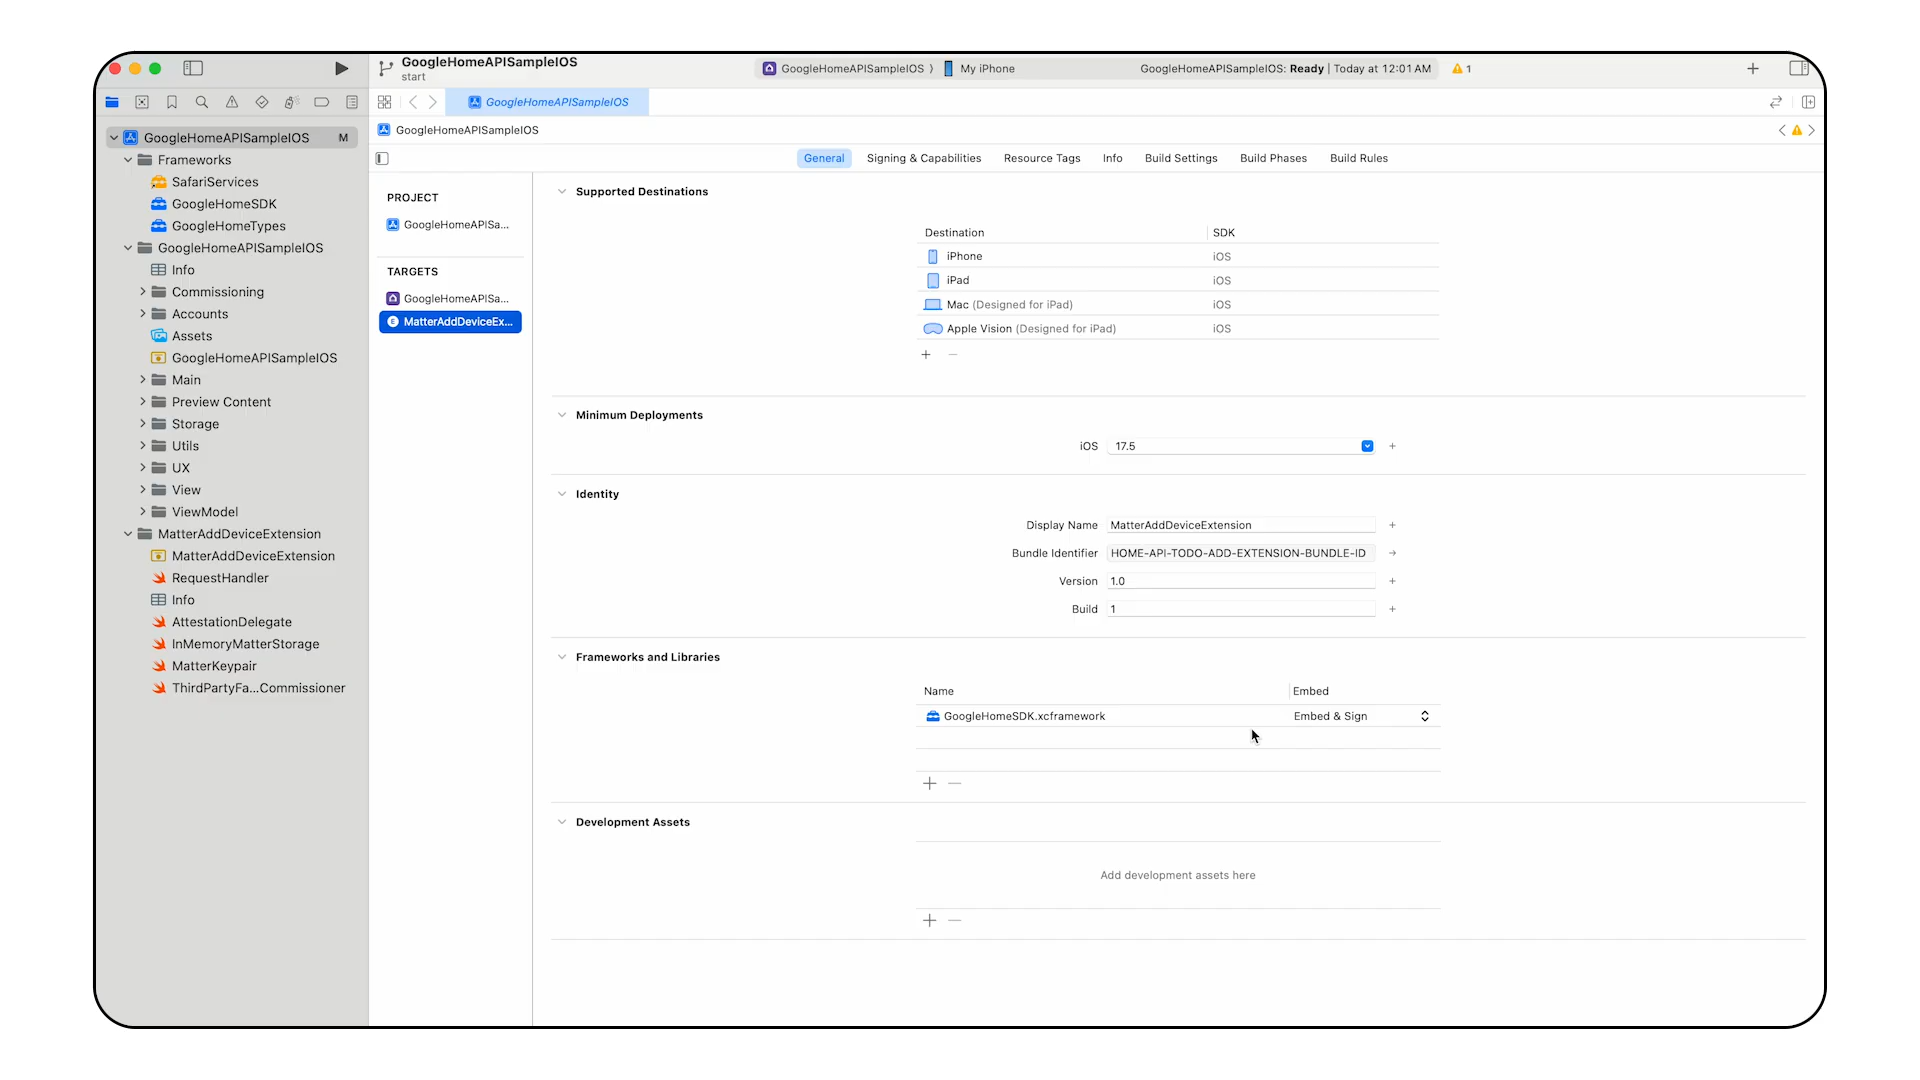 GoogleHomeAPISampleIOS
start
GoogleHomeAPISampleIOS ⟩ My iPhone
GoogleHomeAPISampleIOS: Ready | Today at 12:01 AM
1
GoogleHomeAPISampleIOS
GoogleHomeAPISampleIOS
GoogleHomeAPISampleIOS M
Frameworks
SafariServices
GoogleHomeSDK
GoogleHomeTypes
GoogleHomeAPISampleIOS
Info
Commissioning
Accounts
Assets
GoogleHomeAPISampleIOS
Main
Preview Content
Storage
Utils
UX
View
ViewModel
MatterAddDeviceExtension
MatterAddDeviceExtension
RequestHandler
Info
AttestationDelegate
InMemoryMatterStorage
MatterKeypair
ThirdPartyFa...Commissioner
General Signing & Capabilities Resource Tags Info Build Settings Build Phases Build Rules
PROJECT
GoogleHomeAPISa...
TARGETS
GoogleHomeAPISa...
MatterAddDeviceEx...
Supported Destinations
Destination SDK
iPhone iOS
iPad iOS
Mac (Designed for iPad) iOS
Apple Vision (Designed for iPad) iOS
Minimum Deployments
iOS 17.5
Identity
Display Name MatterAddDeviceExtension
Bundle Identifier HOME-API-TODO-ADD-EXTENSION-BUNDLE-ID
Version 1.0
Build 1
Frameworks and Libraries
Name Embed
GoogleHomeSDK.xcframework Embed & Sign
Development Assets
Add development assets here